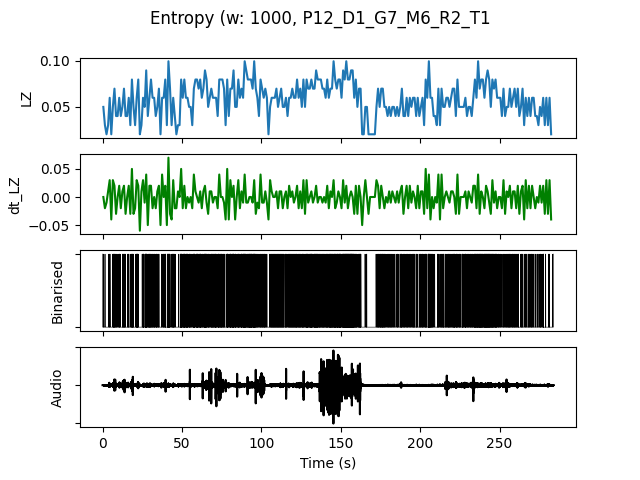 Entropy (w: 1000, P12_D1_G7_M6_R2_T1
0.10
0.05
LZ
0.05
0.00
−0.05
dt_LZ
Binarised
Audio
0 50 100 150 200 250
Time (s)